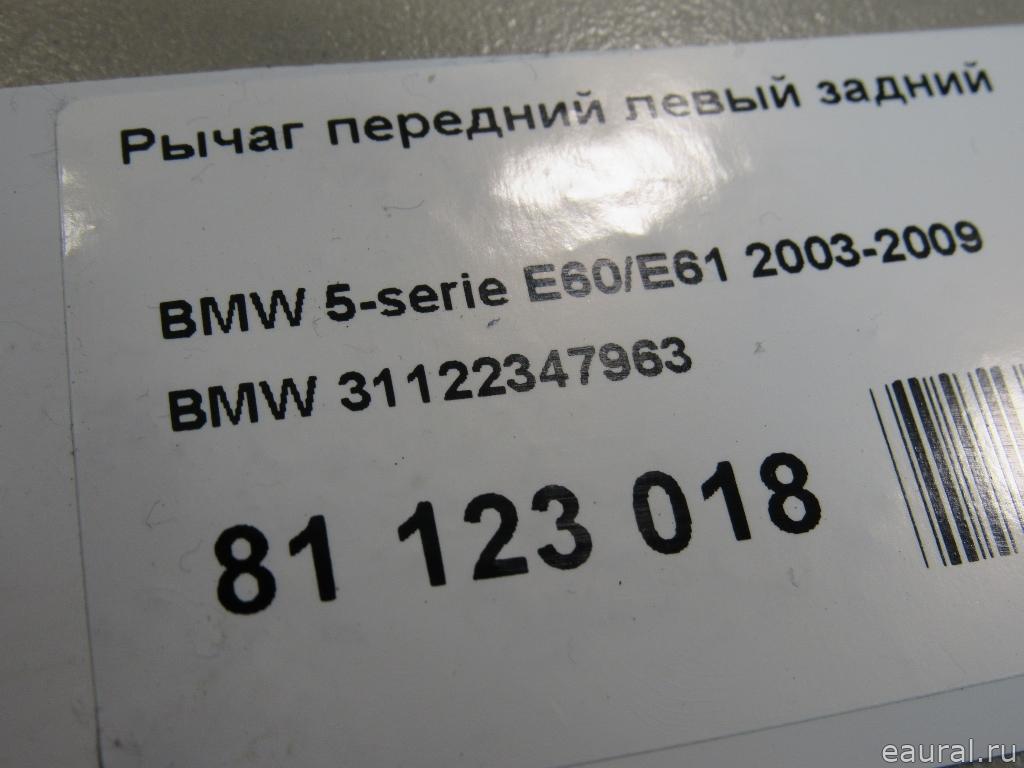 Рычаг передний левый задний
BMW 5-serie E60/E61 2003-2009
BMW 31122347963
81 123 018
eaural.ru